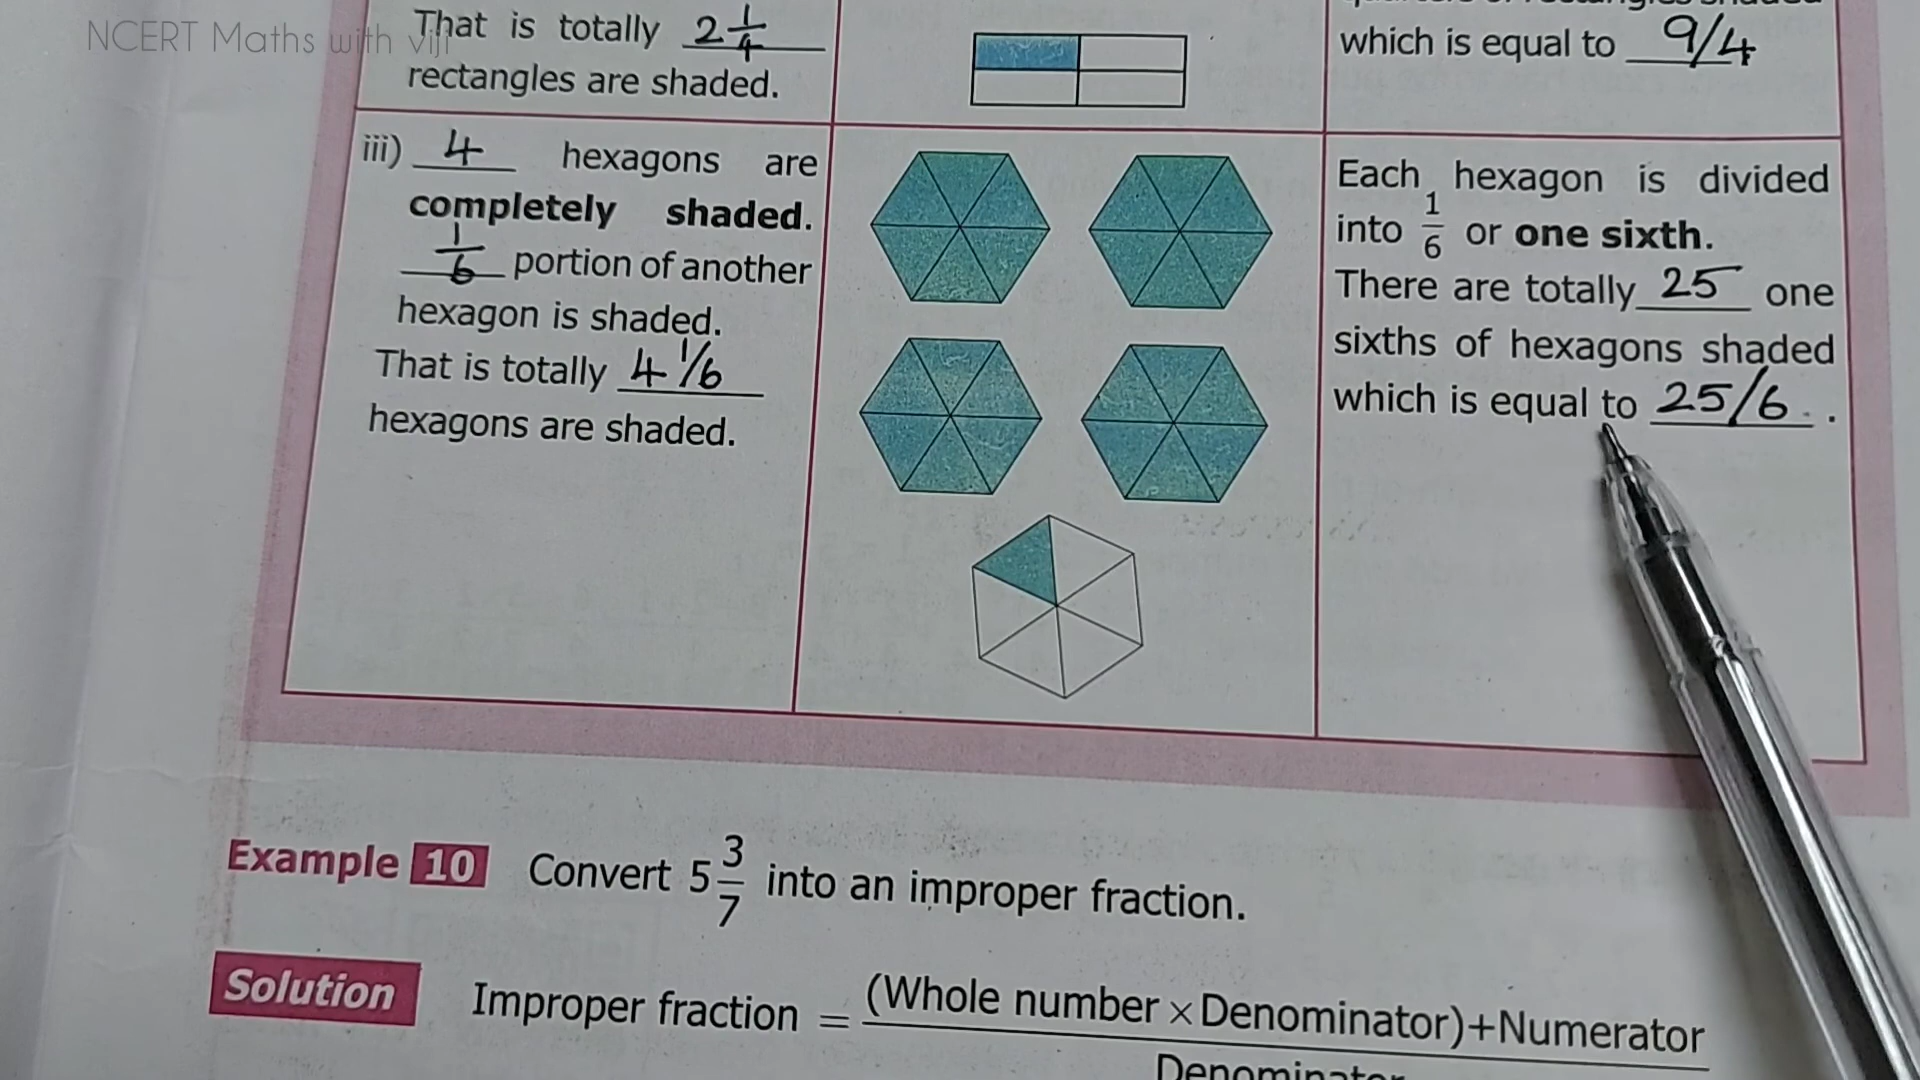 NCERT Maths with viji
That is totally 2 1/4
rectangles are shaded.
which is equal to 9/4
iii) 4 hexagons are
completely shaded.
1/6 portion of another
hexagon is shaded.
That is totally 4 1/6
hexagons are shaded.
Each hexagon is divided
into 1/6 or one sixth.
There are totally 25 one
sixths of hexagons shaded
which is equal to 25/6.
Example 10 Convert 5 3/7 into an improper fraction.
Solution Improper fraction = (Whole number × Denominator)+Numerator
Denominator